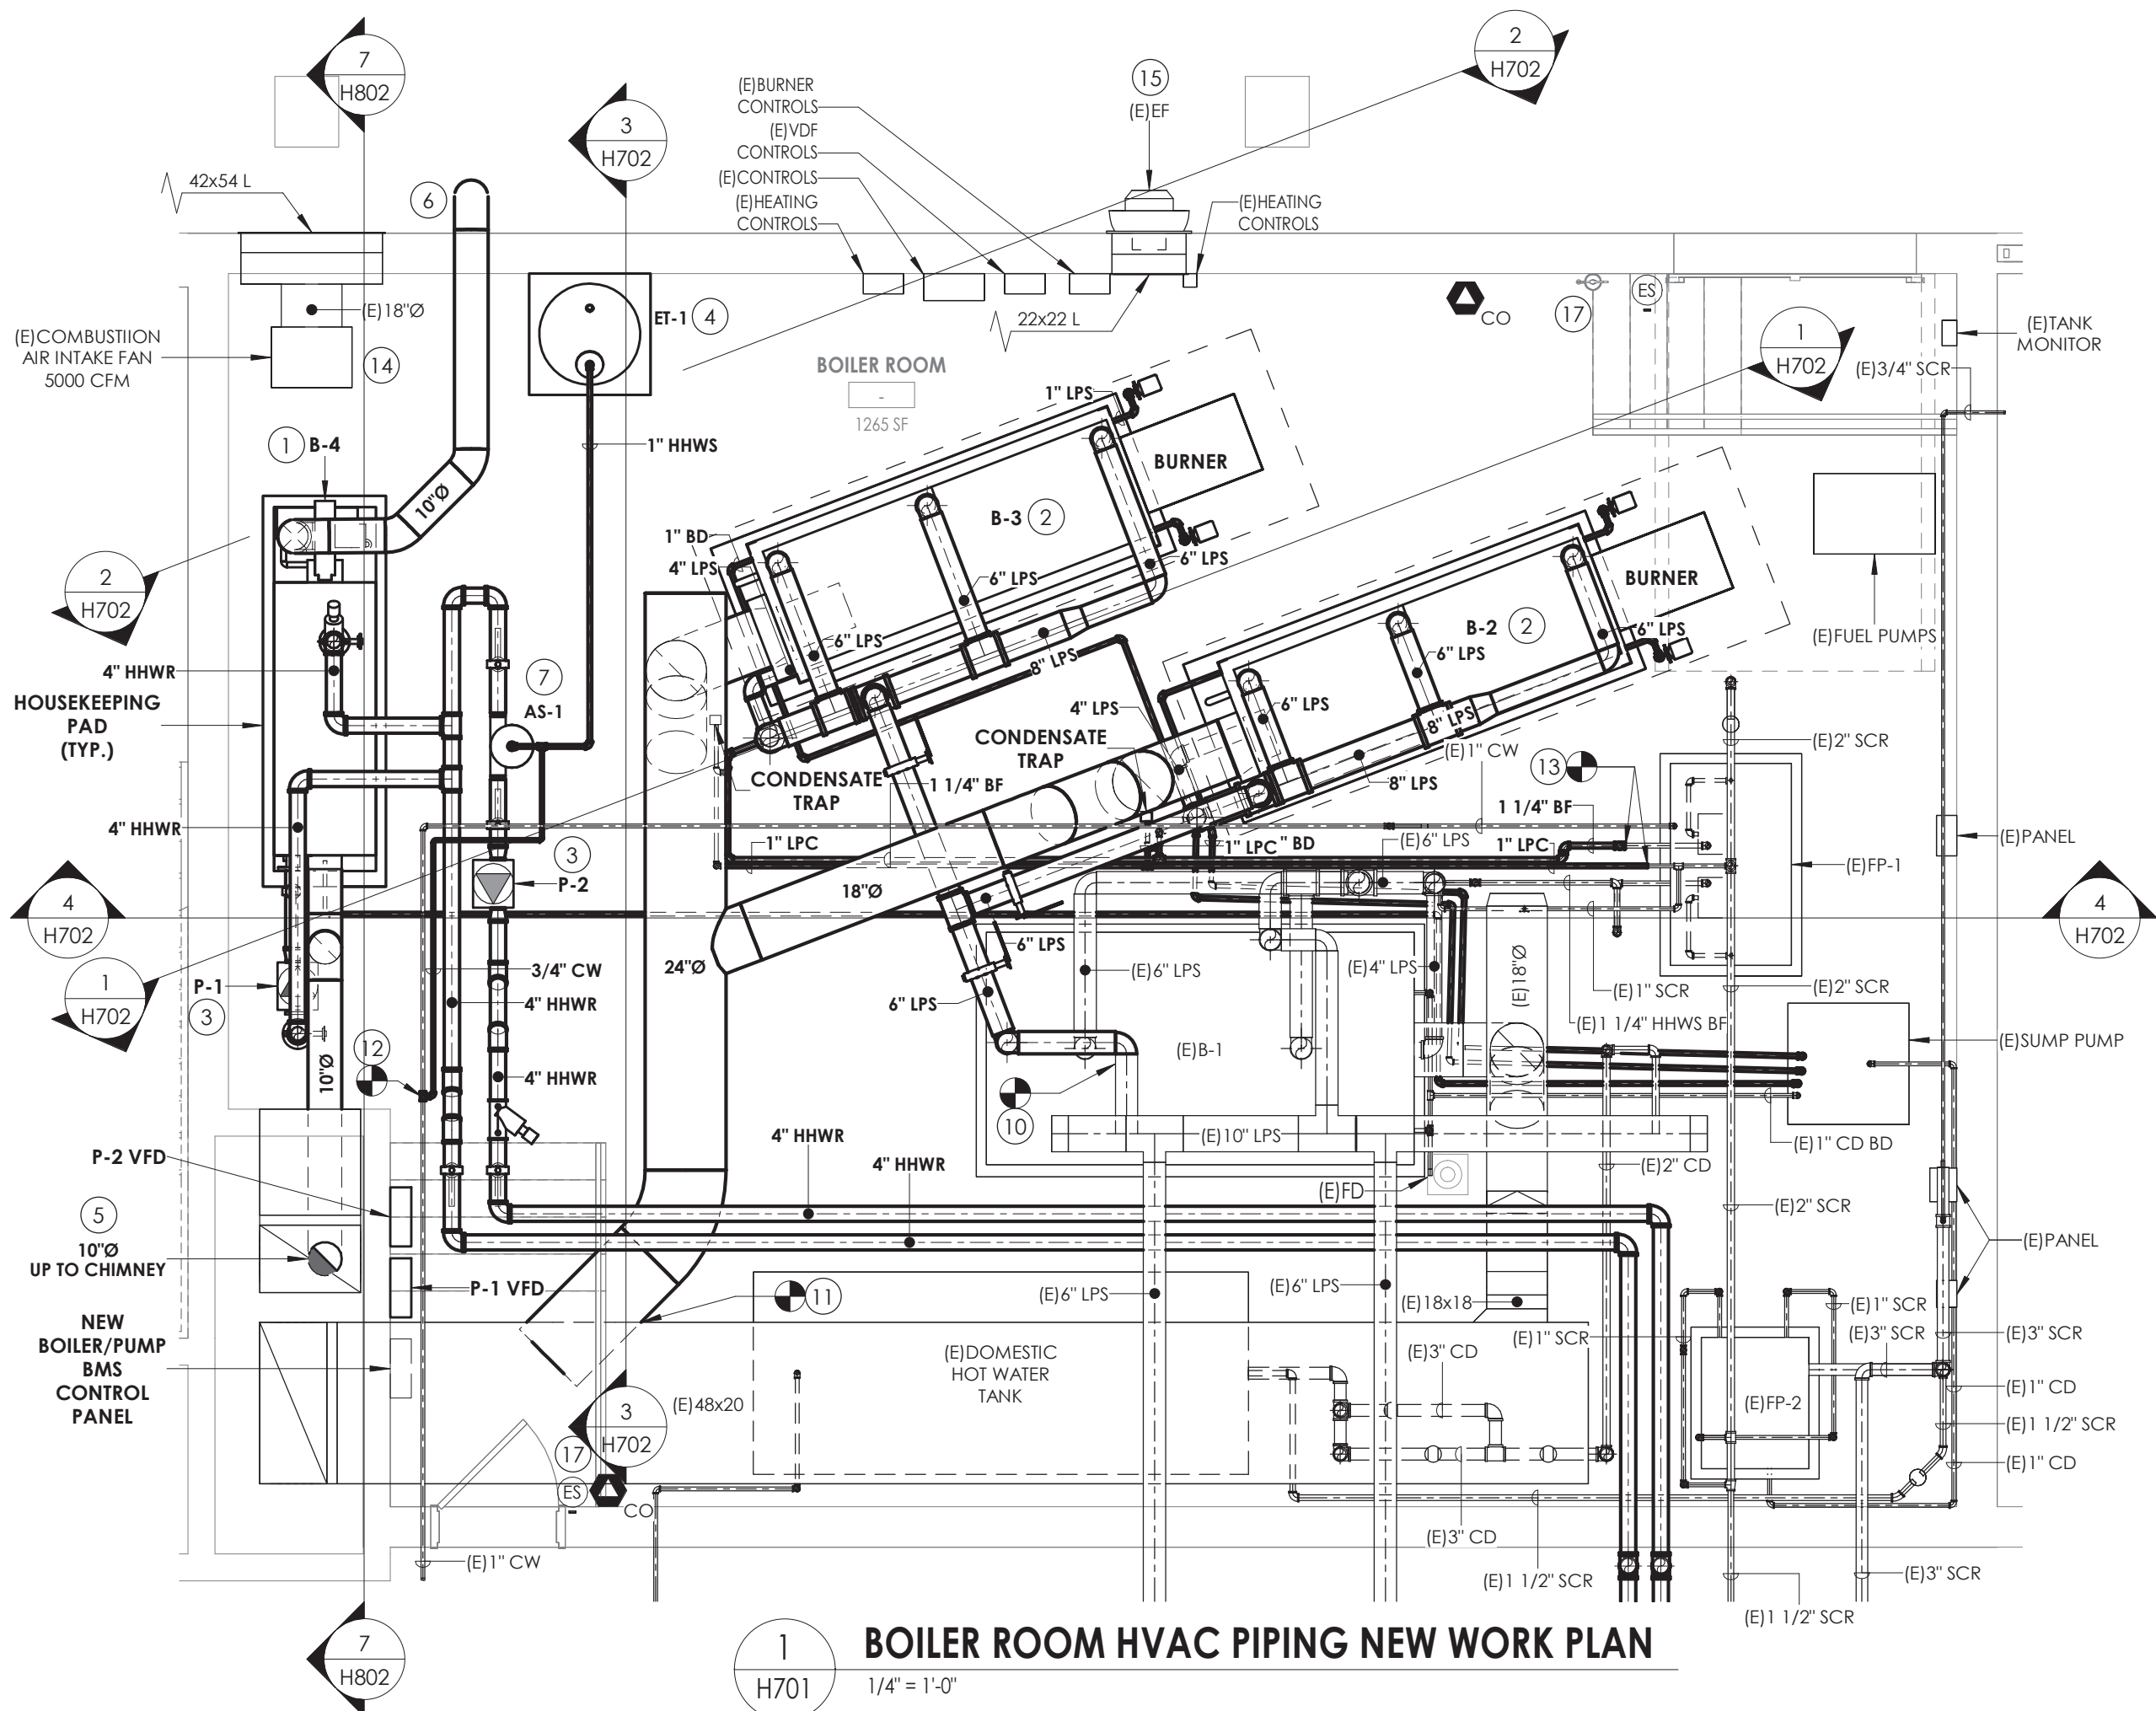 7
H802
2
H702
3
H702
(E)BURNER
CONTROLS
(E)VDF
CONTROLS
(E)CONTROLS
(E)HEATING
CONTROLS
15
(E)EF
(E)HEATING
CONTROLS
42x54 L
6
(E)18"Ø
(E)COMBUSTIION
AIR INTAKE FAN
5000 CFM
14
ET-1
4
22x22 L
CO
17
ES
1
H702
(E)TANK
MONITOR
(E)3/4" SCR
BOILER ROOM
-
1265 SF
1" LPS
1
B-4
1" HHWS
10"Ø
BURNER
B-3
2
1" BD
4" LPS
6" LPS
6" LPS
BURNER
2
H702
B-2
2
6" LPS
6" LPS
8" LPS
6" LPS
(E)FUEL PUMPS
4" HHWR
7
AS-1
HOUSEKEEPING
PAD
(TYP.)
4" LPS
6" LPS
8" LPS
CONDENSATE
TRAP
(E)1" CW
(E)2" SCR
CONDENSATE
TRAP
1 1/4" BF
8" LPS
13
1 1/4" BF
4" HHWR
(E)PANEL
1" LPC
1" LPC
" BD
(E)6" LPS
1" LPC
3
P-2
(E)FP-1
18"Ø
4
H702
4
H702
6" LPS
24"Ø
3/4" CW
(E)6" LPS
(E)4" LPS
(E)18"Ø
(E)1" SCR
(E)2" SCR
P-1
3
1
H702
4" HHWR
6" LPS
(E)1 1/4" HHWS BF
(E)SUMP PUMP
12
(E)B-1
10"Ø
4" HHWR
10
(E)10" LPS
(E)1" CD BD
P-2 VFD
4" HHWR
4" HHWR
(E)2" CD
(E)FD
(E)2" SCR
5
10"Ø
UP TO CHIMNEY
(E)PANEL
P-1 VFD
11
(E)6" LPS
(E)6" LPS
(E)18x18
(E)1" SCR
NEW
BOILER/PUMP
BMS
CONTROL
PANEL
(E)1" SCR
(E)3" SCR
(E)3" SCR
(E)DOMESTIC
HOT WATER
TANK
(E)3" CD
(E)1" CD
3
H702
(E)48x20
(E)FP-2
(E)1 1/2" SCR
17
ES
CO
(E)1" CD
(E)3" CD
(E)1" CW
(E)1 1/2" SCR
(E)3" SCR
(E)1 1/2" SCR
7
H802
1
H701
BOILER ROOM HVAC PIPING NEW WORK PLAN
1/4" = 1'-0"